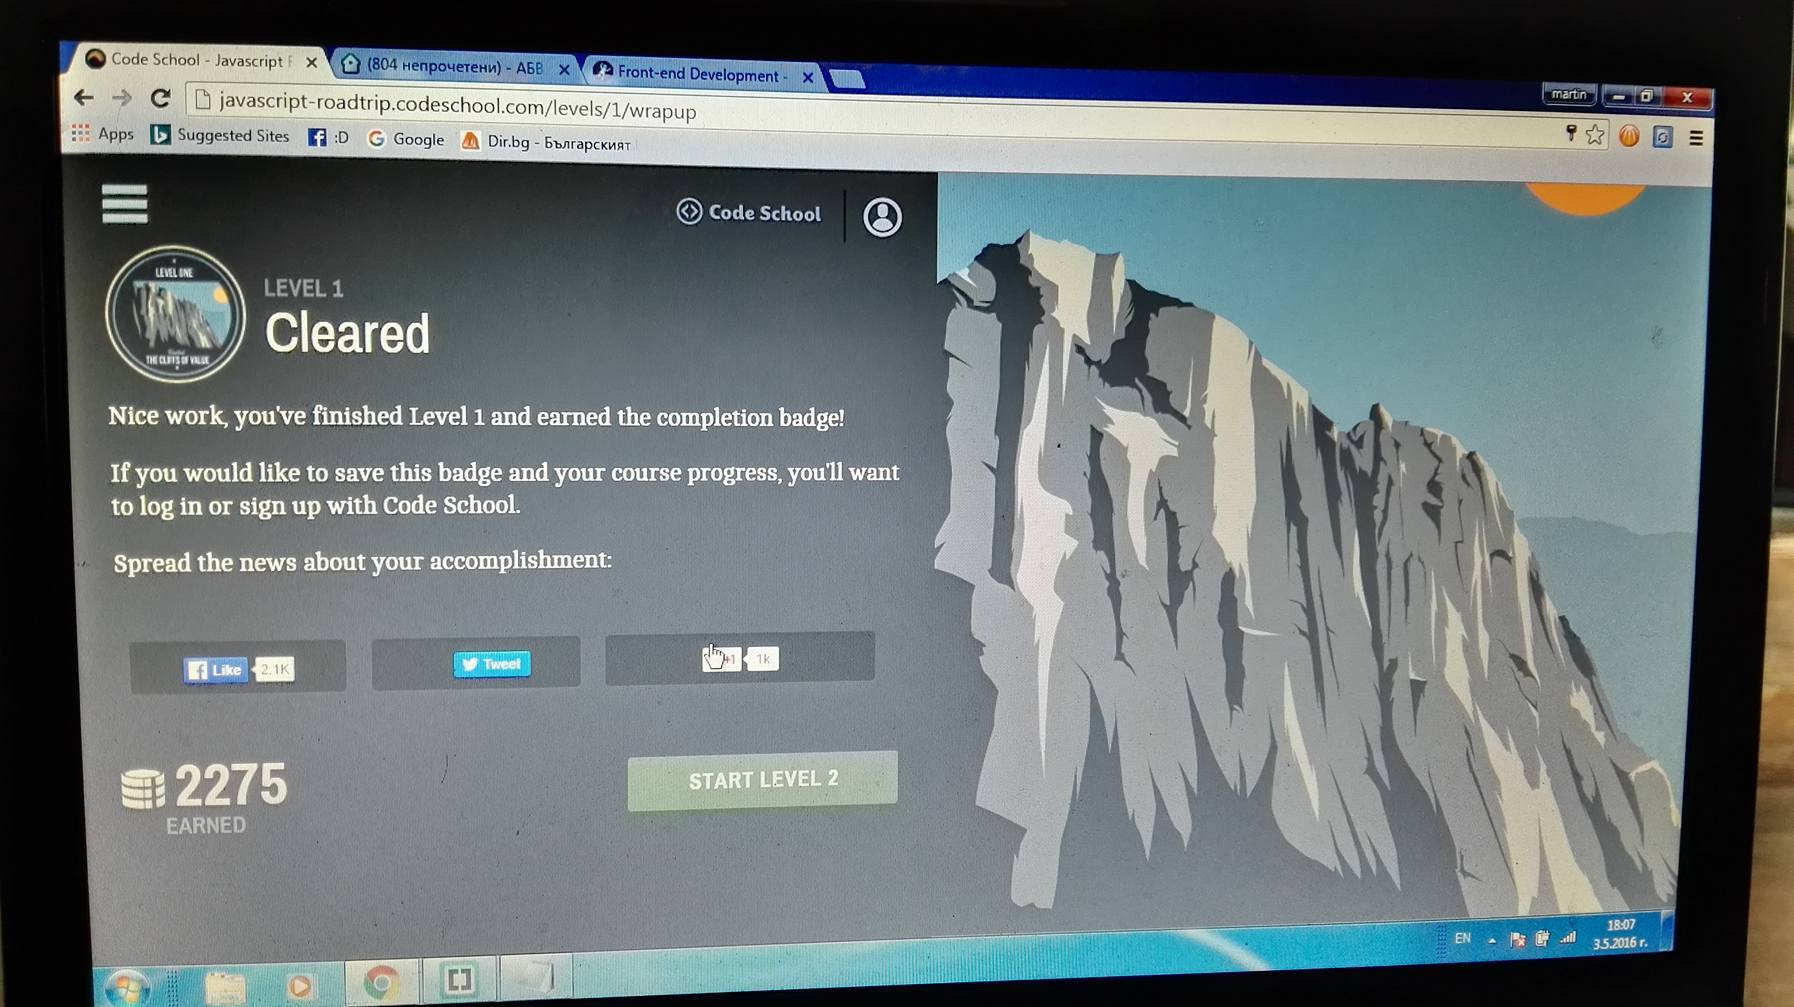 Code School - Javascript
(804 непрочетени) - АБВ
Front-end Development -
martin
javascript-roadtrip.codeschool.com/levels/1/wrapup
Apps
Suggested Sites
:D
Google
Dir.bg - Българският
Code School
LEVEL ONE
THE CLIFFS OF VALUE
LEVEL 1
Cleared
Nice work, you've finished Level 1 and earned the completion badge!
If you would like to save this badge and your course progress, you'll want
to log in or sign up with Code School.
Spread the news about your accomplishment:
Like
2.1K
Tweet
+1
1k
2275
EARNED
START LEVEL 2
EN
18:07
3.5.2016 г.